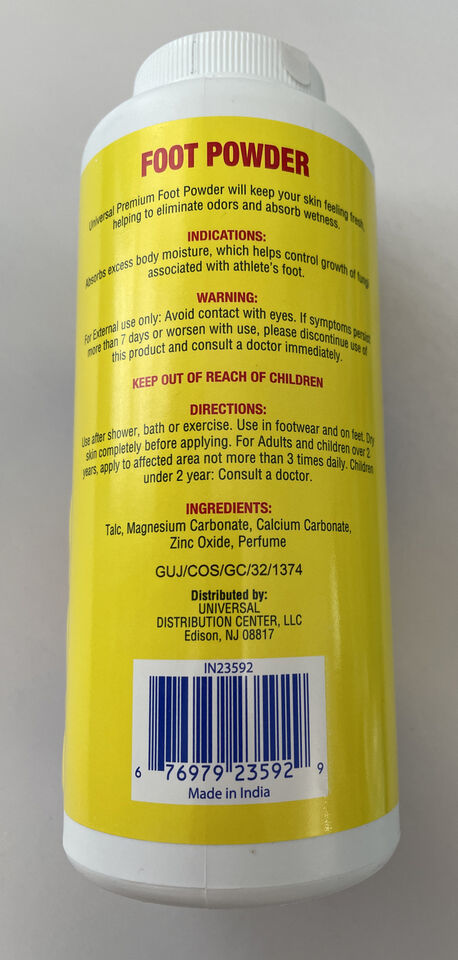 FOOT POWDER
Universal Premium Foot Powder will keep your skin feeling fresh,
helping to eliminate odors and absorb wetness.
INDICATIONS:
Absorbs excess body moisture, which helps control growth of fungi
associated with athlete's foot.
WARNING:
For External use only: Avoid contact with eyes. If symptoms persist
more than 7 days or worsen with use, please discontinue use of
this product and consult a doctor immediately.
KEEP OUT OF REACH OF CHILDREN
DIRECTIONS:
Use after shower, bath or exercise. Use in footwear and on feet. Dry
skin completely before applying. For Adults and children over 2
years, apply to affected area not more than 3 times daily. Children
under 2 year: Consult a doctor.
INGREDIENTS:
Talc, Magnesium Carbonate, Calcium Carbonate,
Zinc Oxide, Perfume
GUJ/COS/GC/32/1374
Distributed by:
UNIVERSAL
DISTRIBUTION CENTER, LLC
Edison, NJ 08817
IN23592
6 76979 23592 9
Made in India